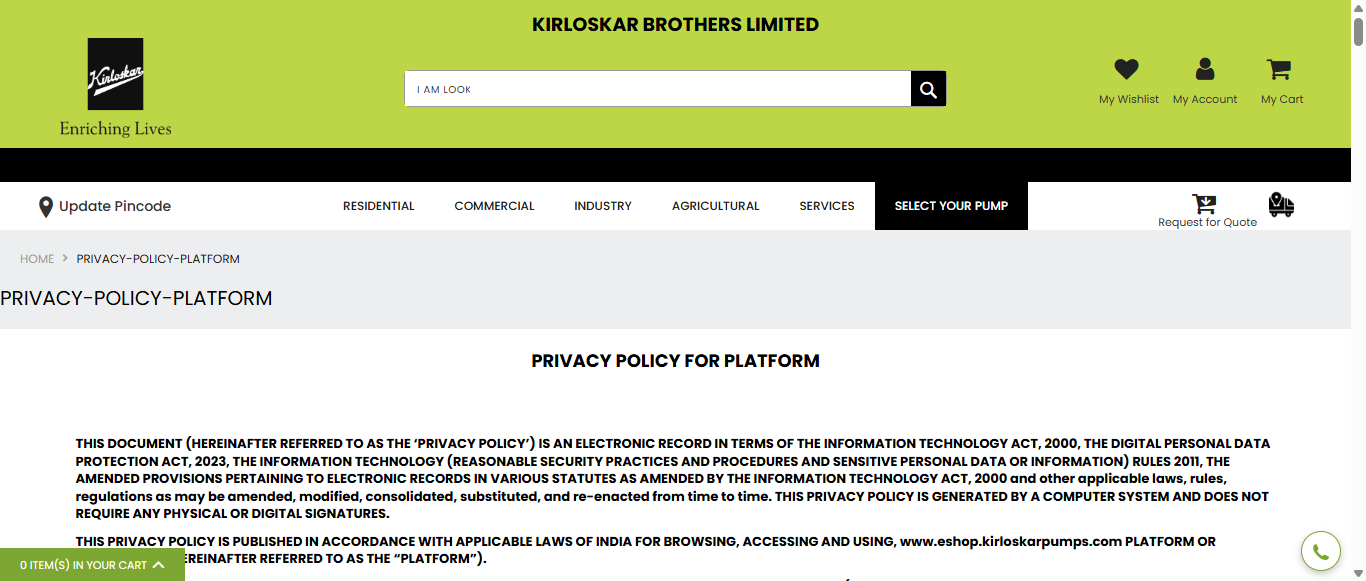 KIRLOSKAR BROTHERS LIMITED
Kirloskar
Enriching Lives
I AM LOOK
My Wishlist
My Account
My Cart
Update Pincode
RESIDENTIAL
COMMERCIAL
INDUSTRY
AGRICULTURAL
SERVICES
SELECT YOUR PUMP
Request for Quote
HOME > PRIVACY-POLICY-PLATFORM
PRIVACY-POLICY-PLATFORM
PRIVACY POLICY FOR PLATFORM
THIS DOCUMENT (HEREINAFTER REFERRED TO AS THE ‘PRIVACY POLICY’) IS AN ELECTRONIC RECORD IN TERMS OF THE INFORMATION TECHNOLOGY ACT, 2000, THE DIGITAL PERSONAL DATA
PROTECTION ACT, 2023, THE INFORMATION TECHNOLOGY (REASONABLE SECURITY PRACTICES AND PROCEDURES AND SENSITIVE PERSONAL DATA OR INFORMATION) RULES 2011, THE
AMENDED PROVISIONS PERTAINING TO ELECTRONIC RECORDS IN VARIOUS STATUTES AS AMENDED BY THE INFORMATION TECHNOLOGY ACT, 2000 and other applicable laws, rules,
regulations as may be amended, modified, consolidated, substituted, and re-enacted from time to time. THIS PRIVACY POLICY IS GENERATED BY A COMPUTER SYSTEM AND DOES NOT
REQUIRE ANY PHYSICAL OR DIGITAL SIGNATURES.
THIS PRIVACY POLICY IS PUBLISHED IN ACCORDANCE WITH APPLICABLE LAWS OF INDIA FOR BROWSING, ACCESSING AND USING, www.eshop.kirloskarpumps.com PLATFORM OR
REFERRED TO AS THE “PLATFORM”).
0 ITEM(S) IN YOUR CART